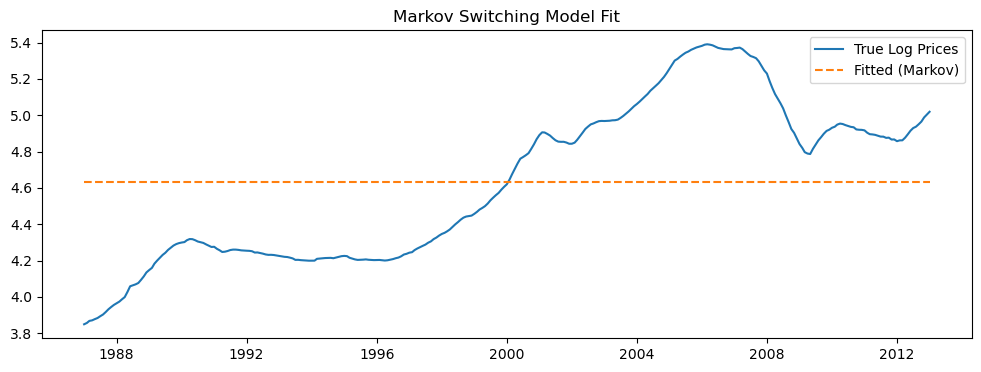 Markov Switching Model Fit
True Log Prices
Fitted (Markov)
5.4
5.2
5.0
4.8
4.6
4.4
4.2
4.0
3.8
1988 1992 1996 2000 2004 2008 2012